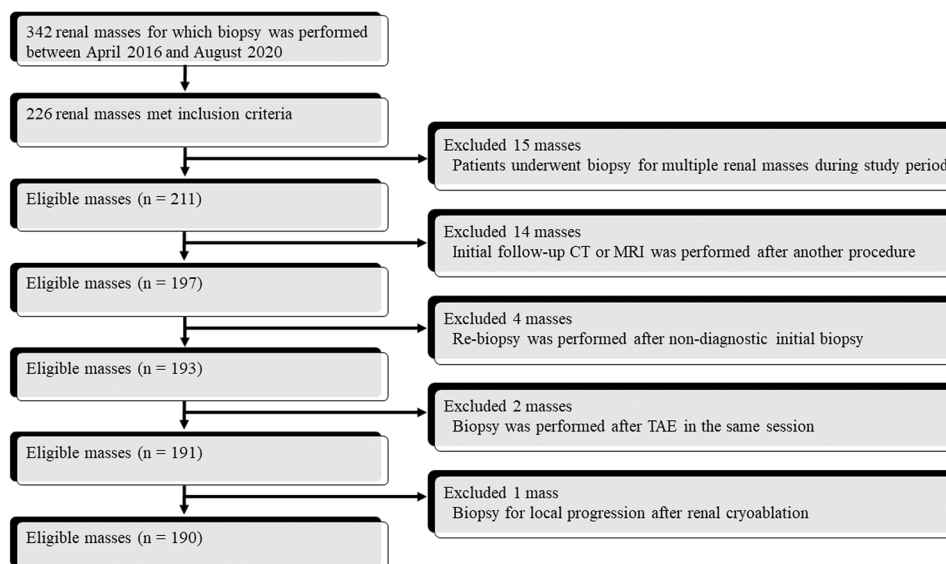 342 renal masses for which biopsy was performed
between April 2016 and August 2020
226 renal masses met inclusion criteria
Excluded 15 masses
Patients underwent biopsy for multiple renal masses during study period
Eligible masses (n = 211)
Excluded 14 masses
Initial follow-up CT or MRI was performed after another procedure
Eligible masses (n = 197)
Excluded 4 masses
Re-biopsy was performed after non-diagnostic initial biopsy
Eligible masses (n = 193)
Excluded 2 masses
Biopsy was performed after TAE in the same session
Eligible masses (n = 191)
Excluded 1 mass
Biopsy for local progression after renal cryoablation
Eligible masses (n = 190)